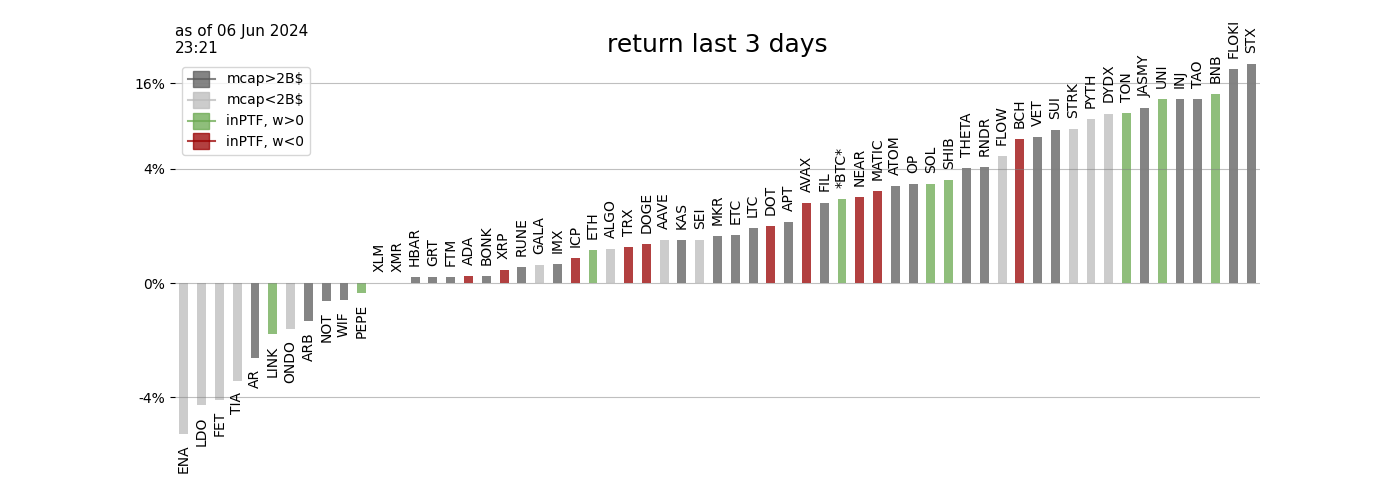 as of 06 Jun 2024
23:21
return last 3 days
mcap>2B$
mcap<2B$
inPTF, w>0
inPTF, w<0
16%
4%
0%
-4%
ENA
LDO
FET
TIA
AR
LINK
ONDO
ARB
NOT
WIF
PEPE
XLM
XMR
HBAR
GRT
FTM
ADA
BONK
XRP
RUNE
GALA
IMX
ICP
ETH
ALGO
TRX
DOGE
AAVE
KAS
SEI
MKR
ETC
LTC
DOT
APT
AVAX
FIL
*BTC*
NEAR
MATIC
ATOM
OP
SOL
SHIB
THETA
RNDR
FLOW
BCH
VET
SUI
STRK
PYTH
DYDX
TON
JASMY
UNI
INJ
TAO
BNB
FLOKI
STX